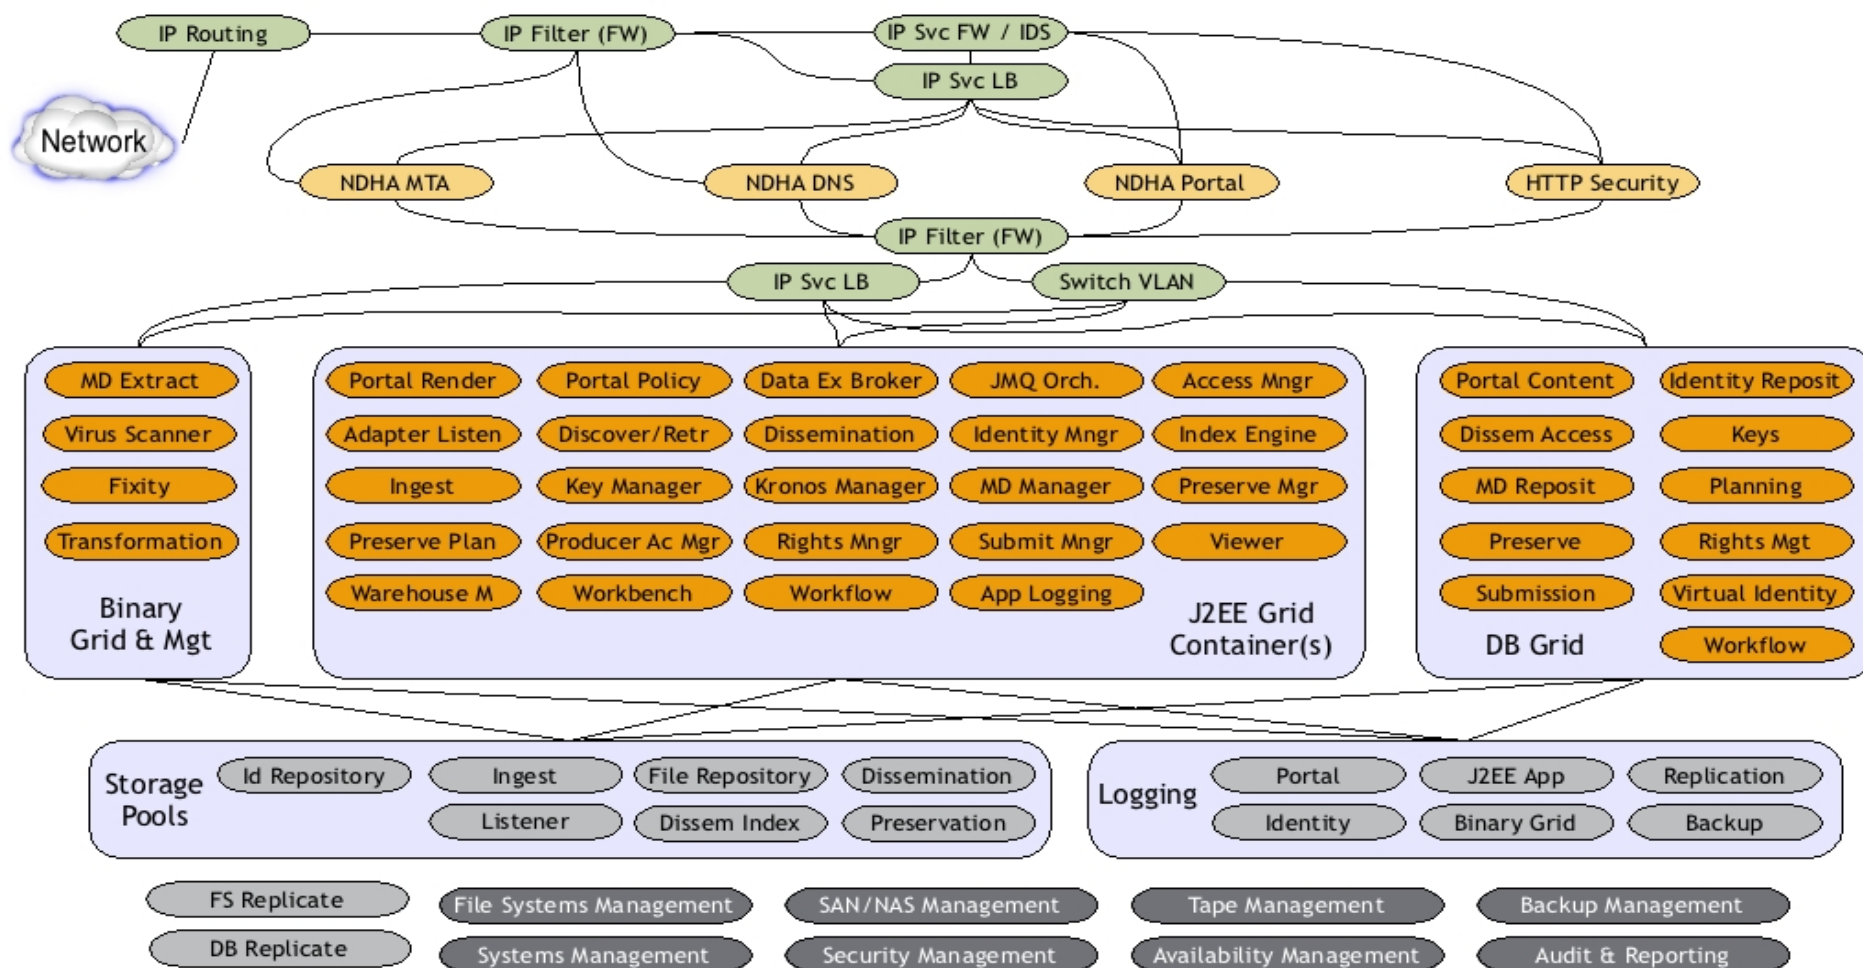 IP Routing
IP Filter (FW)
IP Svc FW / IDS
IP Svc LB
Network
NDHA MTA
NDHA DNS
NDHA Portal
HTTP Security
IP Filter (FW)
IP Svc LB
Switch VLAN
MD Extract
Virus Scanner
Fixity
Transformation
Binary
Grid & Mgt
Portal Render
Portal Policy
Data Ex Broker
JMQ Orch.
Access Mngr
Adapter Listen
Discover/Retr
Dissemination
Identity Mngr
Index Engine
Ingest
Key Manager
Kronos Manager
MD Manager
Preserve Mgr
Preserve Plan
Producer Ac Mgr
Rights Mngr
Submit Mngr
Viewer
Warehouse M
Workbench
Workflow
App Logging
J2EE Grid
Container(s)
Portal Content
Identity Reposit
Dissem Access
Keys
MD Reposit
Planning
Preserve
Rights Mgt
Submission
Virtual Identity
DB Grid
Workflow
Storage
Pools
Id Repository
Ingest
File Repository
Dissemination
Listener
Dissem Index
Preservation
Logging
Portal
J2EE App
Replication
Identity
Binary Grid
Backup
FS Replicate
File Systems Management
SAN/NAS Management
Tape Management
Backup Management
DB Replicate
Systems Management
Security Management
Availability Management
Audit & Reporting